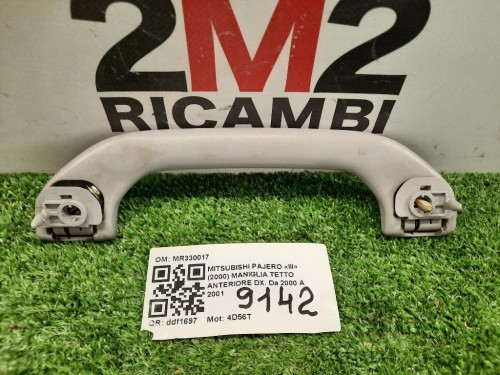 2M2
RICAMBI
OM: MR330017
MITSUBISHI PAJERO «III»
(2000) MANIGLIA TETTO
ANTERIORE DX. Da 2000 A
2001
9142
QR: ddf1697 Mot: 4D56T